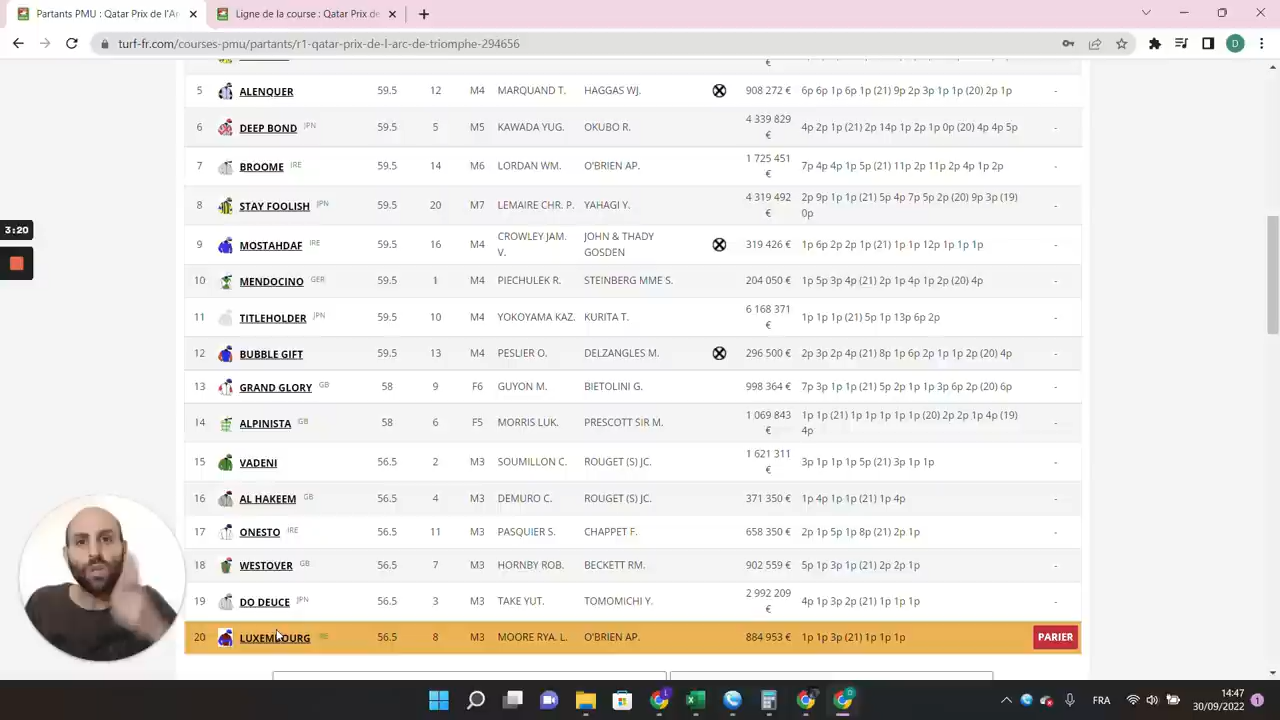 Partants PMU : Qatar Prix de l'Ar
Ligne de la course : Qatar Prix de
turf-fr.com/courses-pmu/partants/r1-qatar-prix-de-l-arc-de-triomphe-294656
D
€
5 ALENQUER 59.5 12 M4 MARQUAND T. HAGGAS WJ. 908 272 € 6p 6p 1p 6p 1p (21) 9p 2p 3p 1p 1p (20) 2p 1p -
6 DEEP BOND JPN 59.5 5 M5 KAWADA YUG. OKUBO R. 4 339 829 € 4p 2p 1p (21) 2p 14p 1p 2p 1p 0p (20) 4p 4p 5p -
7 BROOME IRE 59.5 14 M6 LORDAN WM. O'BRIEN AP. 1 725 451 € 7p 4p 4p 1p 5p (21) 11p 2p 11p 2p 4p 1p 2p -
8 STAY FOOLISH JPN 59.5 20 M7 LEMAIRE CHR. P. YAHAGI Y. 4 319 492 € 2p 9p 1p 1p (21) 5p 4p 7p 5p 2p (20) 9p 3p (19) 0p -
9 MOSTAHDAF IRE 59.5 16 M4 CROWLEY JAM. V. JOHN & THADY GOSDEN 319 426 € 1p 6p 2p 2p 1p (21) 1p 1p 12p 1p 1p 1p -
10 MENDOCINO GER 59.5 1 M4 PIECHULEK R. STEINBERG MME S. 204 050 € 1p 5p 3p 4p (21) 2p 1p 4p 1p 2p (20) 4p -
11 TITLEHOLDER JPN 59.5 10 M4 YOKOYAMA KAZ. KURITA T. 6 168 371 € 1p 1p 1p (21) 5p 1p 13p 6p 2p -
12 BUBBLE GIFT 59.5 13 M4 PESLIER O. DELZANGLES M. 296 500 € 2p 3p 2p 4p (21) 8p 1p 6p 2p 1p 1p 2p (20) 4p -
13 GRAND GLORY GB 58 9 F6 GUYON M. BIETOLINI G. 998 364 € 7p 3p 1p 1p (21) 5p 2p 1p 1p 3p 6p 2p (20) 6p -
14 ALPINISTA GB 58 6 F5 MORRIS LUK. PRESCOTT SIR M. 1 069 843 € 1p 1p (21) 1p 1p 1p 1p 1p (20) 2p 2p 1p 4p (19) 4p -
15 VADENI 56.5 2 M3 SOUMILLON C. ROUGET (S) JC. 1 621 311 € 3p 1p 1p 1p 5p (21) 3p 1p 1p -
16 AL HAKEEM GB 56.5 4 M3 DEMURO C. ROUGET (S) JC. 371 350 € 1p 4p 1p 1p (21) 1p 4p -
17 ONESTO IRE 56.5 11 M3 PASQUIER S. CHAPPET F. 658 350 € 2p 1p 5p 1p 8p (21) 2p 1p -
18 WESTOVER GB 56.5 7 M3 HORNBY ROB. BECKETT RM. 902 559 € 5p 1p 3p 1p (21) 2p 2p 1p -
19 DO DEUCE JPN 56.5 3 M3 TAKE YUT. TOMOMICHI Y. 2 992 209 € 4p 1p 3p 2p (21) 1p 1p 1p -
20 LUXEMBOURG 56.5 8 M3 MOORE RYA. L. O'BRIEN AP. 884 953 € 1p 1p 3p (21) 1p 1p 1p PARIER
3:20
FRA 14:47
30/09/2022 1